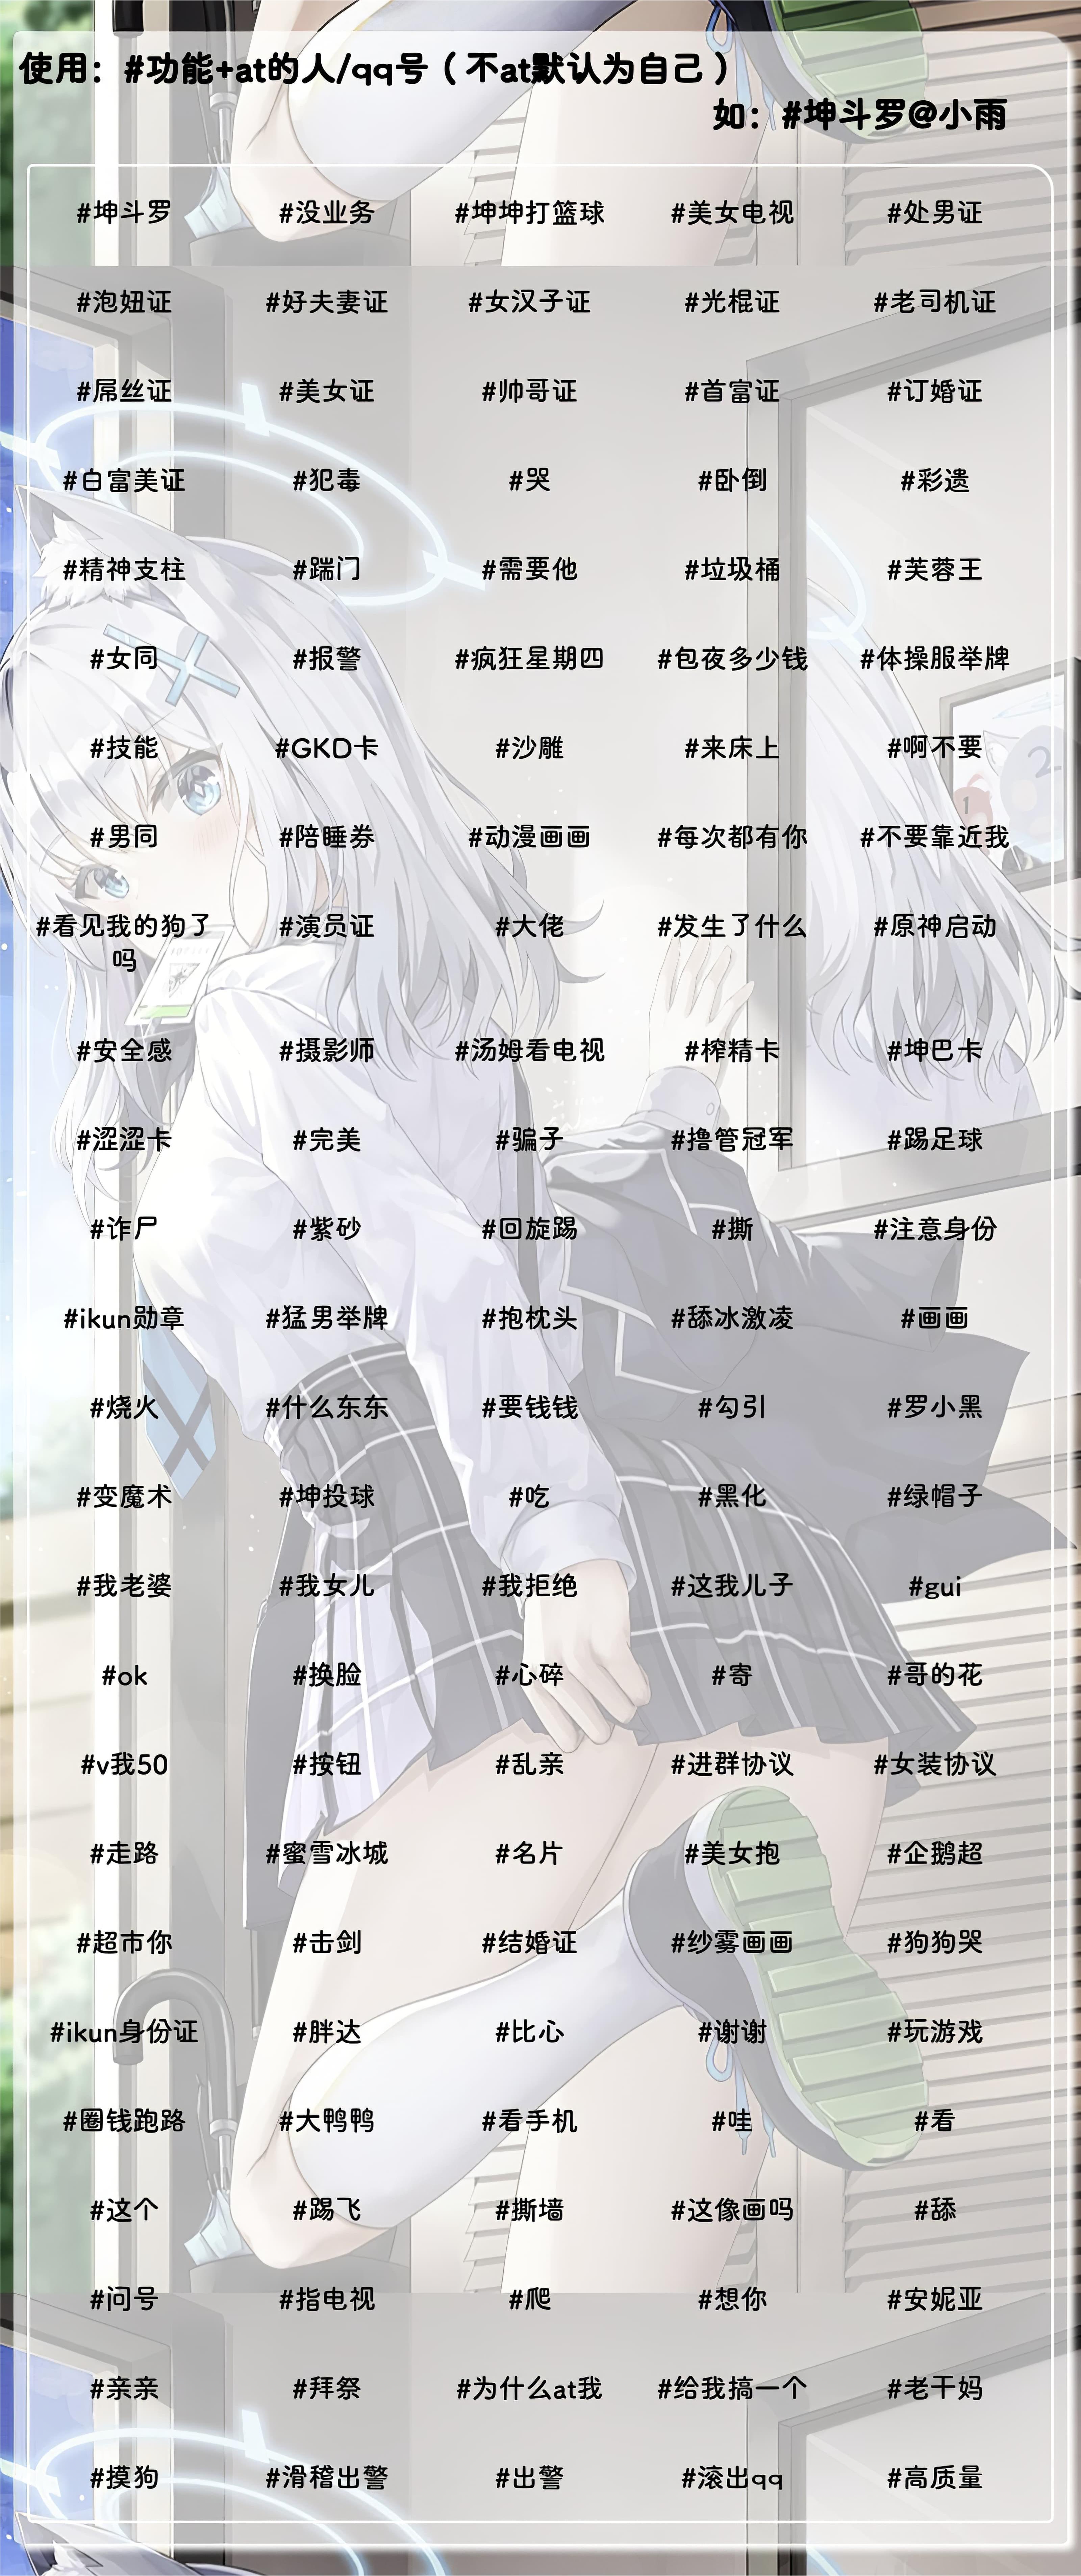 使用：#功能+at的人/qq号（不at默认为自己）
如：#坤斗罗@小雨
#坤斗罗 #没业务 #坤坤打篮球 #美女电视 #处男证
#泡妞证 #好夫妻证 #女汉子证 #光棍证 #老司机证
#屌丝证 #美女证 #帅哥证 #首富证 #订婚证
#白富美证 #犯毒 #哭 #卧倒 #彩遗
#精神支柱 #踹门 #需要他 #垃圾桶 #芙蓉王
#女同 #报警 #疯狂星期四 #包夜多少钱 #体操服举牌
#技能 #GKD卡 #沙雕 #来床上 #啊不要
#男同 #陪睡券 #动漫画画 #每次都有你 #不要靠近我
#看见我的狗了 #演员证 #大佬 #发生了什么 #原神启动
吗
#安全感 #摄影师 #汤姆看电视 #榨精卡 #坤巴卡
#涩涩卡 #完美 #骗子 #撸管冠军 #踢足球
#诈尸 #紫砂 #回旋踢 #撕 #注意身份
#ikun勋章 #猛男举牌 #抱枕头 #舔冰激凌 #画画
#烧火 #什么东东 #要钱钱 #勾引 #罗小黑
#变魔术 #坤投球 #吃 #黑化 #绿帽子
#我老婆 #我女儿 #我拒绝 #这我儿子 #gui
#ok #换脸 #心碎 #寄 #哥的花
#v我50 #按钮 #乱亲 #进群协议 #女装协议
#走路 #蜜雪冰城 #名片 #美女抱 #企鹅超
#超市你 #击剑 #结婚证 #纱雾画画 #狗狗哭
#ikun身份证 #胖达 #比心 #谢谢 #玩游戏
#圈钱跑路 #大鸭鸭 #看手机 #哇 #看
#这个 #踢飞 #撕墙 #这像画吗 #舔
#问号 #指电视 #爬 #想你 #安妮亚
#亲亲 #拜祭 #为什么at我 #给我搞一个 #老干妈
#摸狗 #滑稽出警 #出警 #滚出qq #高质量